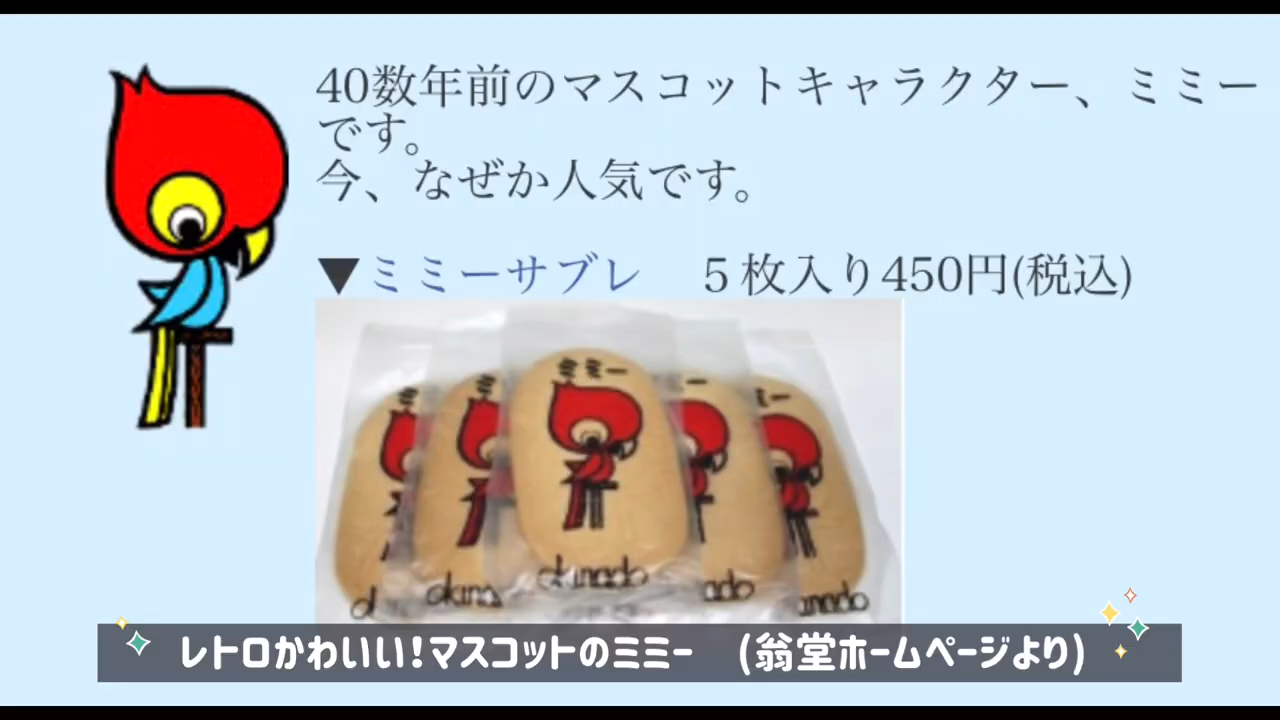 40数年前のマスコットキャラクター、ミミー
です。
今、なぜか人気です。
▼ミミーサブレ　５枚入り450円(税込)
ミミー
okinado
レトロかわいい!マスコットのミミー　(翁堂ホームページより)